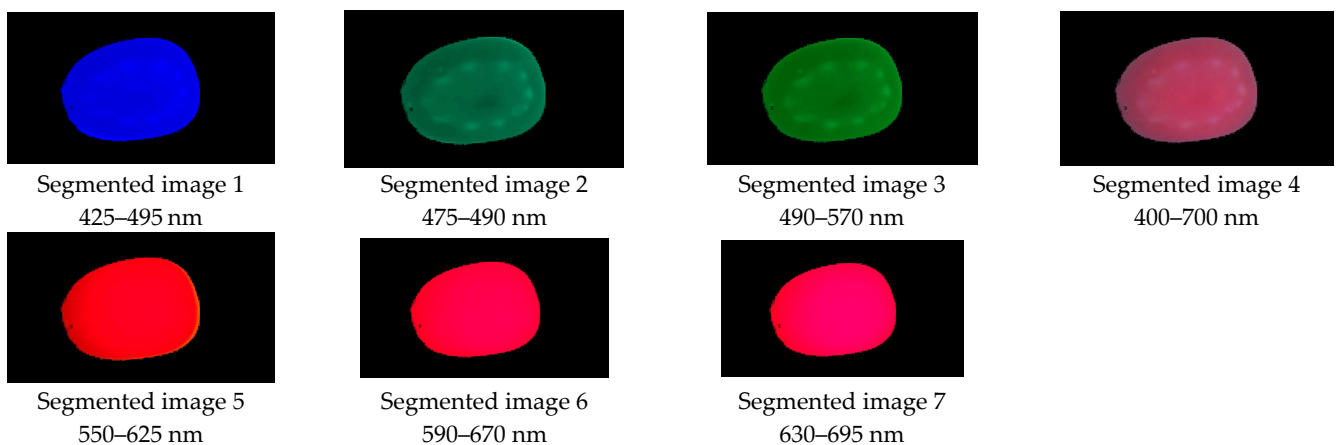 Segmented image 1
425–495 nm
Segmented image 2
475–490 nm
Segmented image 3
490–570 nm
Segmented image 4
400–700 nm
Segmented image 5
550–625 nm
Segmented image 6
590–670 nm
Segmented image 7
630–695 nm